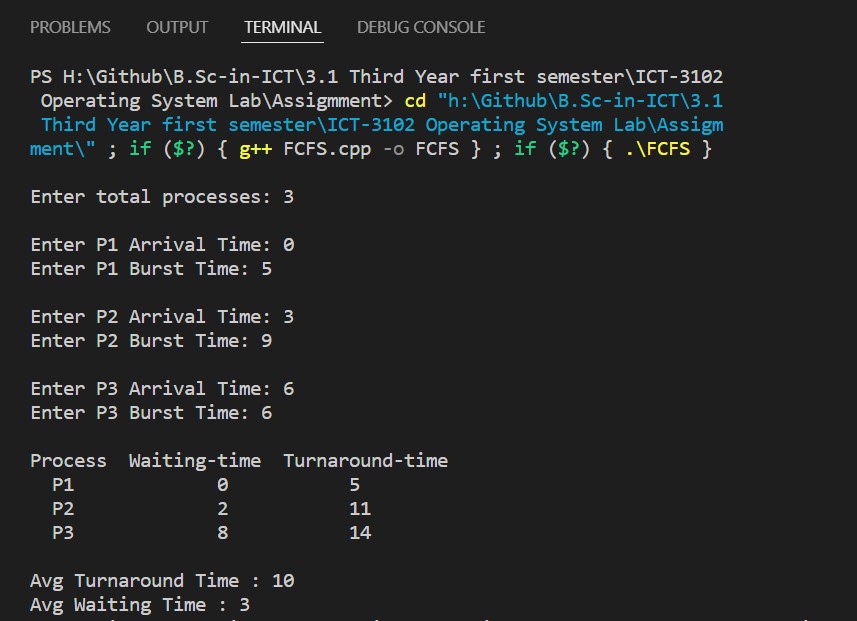 PROBLEMS OUTPUT TERMINAL DEBUG CONSOLE
PS H:\Github\B.Sc-in-ICT\3.1 Third Year first semester\ICT-3102
Operating System Lab\Assigmment> cd "h:\Github\B.Sc-in-ICT\3.1
Third Year first semester\ICT-3102 Operating System Lab\Assigm
ment\" ; if ($?) { g++ FCFS.cpp -o FCFS } ; if ($?) { .\FCFS }
Enter total processes: 3
Enter P1 Arrival Time: 0
Enter P1 Burst Time: 5
Enter P2 Arrival Time: 3
Enter P2 Burst Time: 9
Enter P3 Arrival Time: 6
Enter P3 Burst Time: 6
Process Waiting-time Turnaround-time
P1 0 5
P2 2 11
P3 8 14
Avg Turnaround Time : 10
Avg Waiting Time : 3